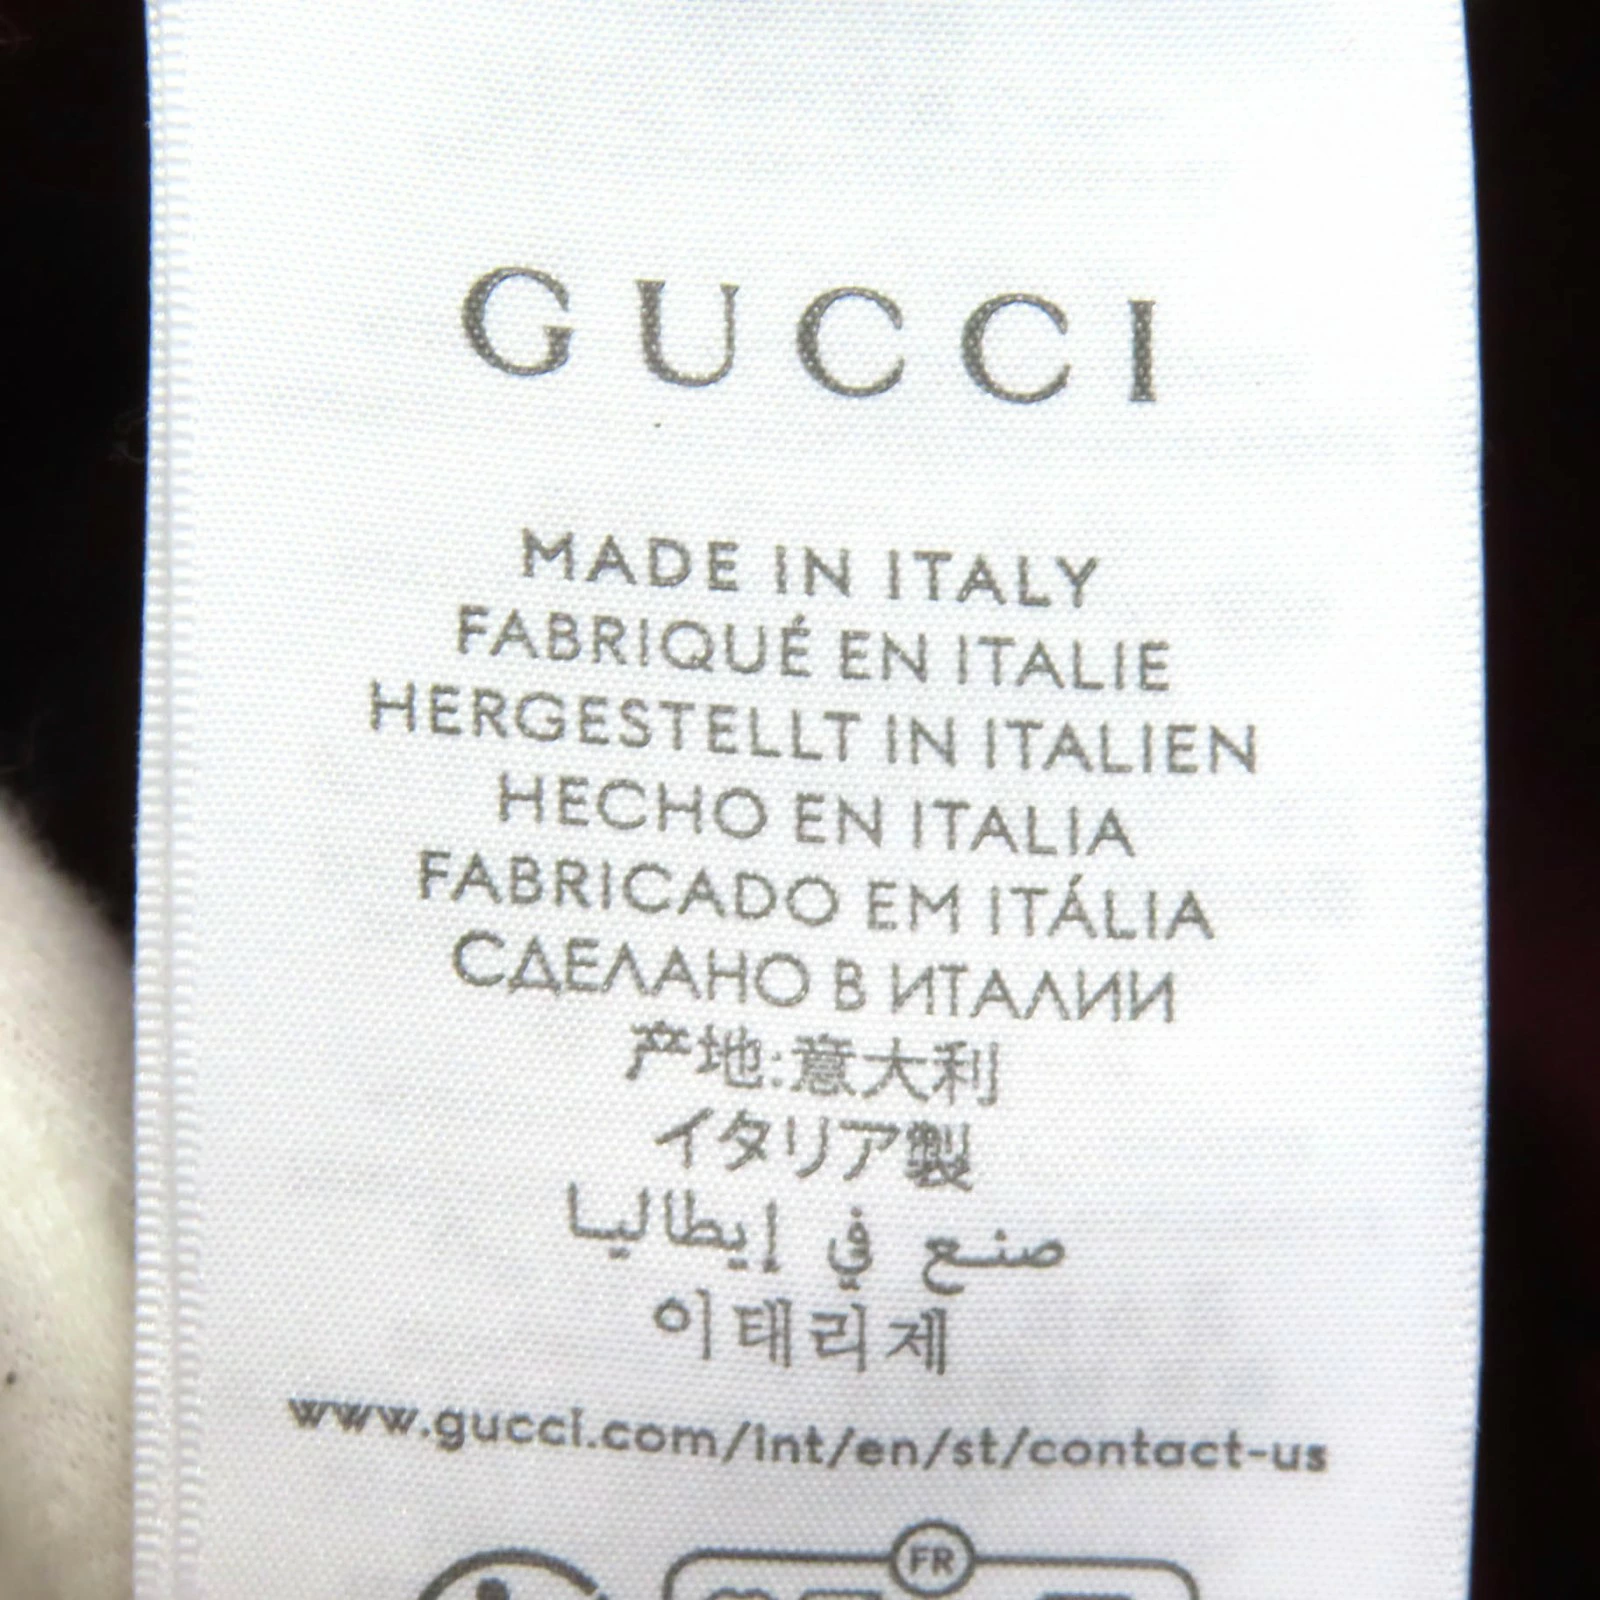 GUCCI
MADE IN ITALY
FABRIQUÉ EN ITALIE
HERGESTELLT IN ITALIEN
HECHO EN ITALIA
FABRICADO EM ITÁLIA
СДЕЛАНО В ИТАЛИИ
产地:意大利
イタリア製
صنع في إيطاليا
이태리제
www.gucci.com/int/en/st/contact-us
FR